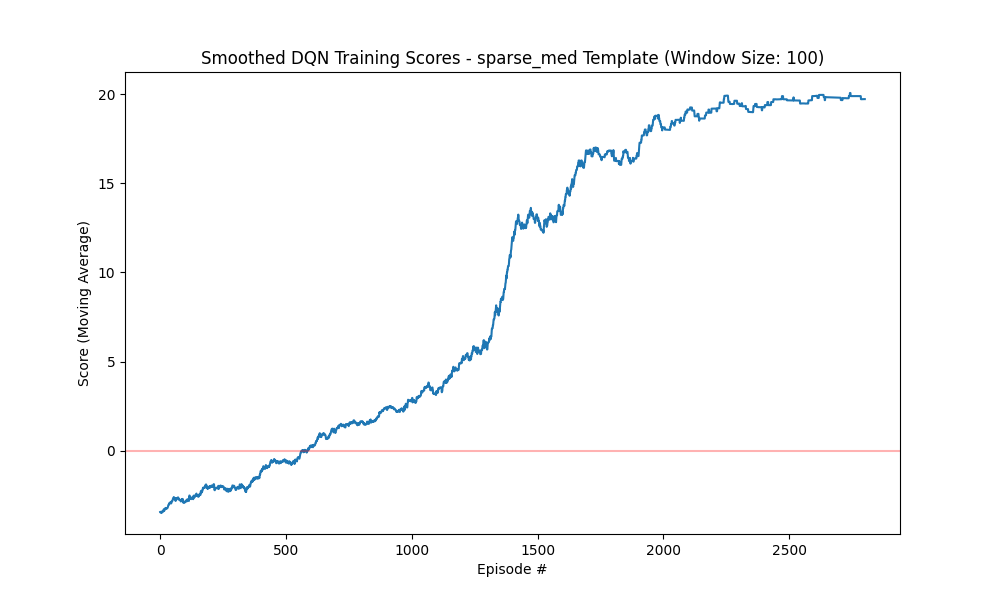 Smoothed DQN Training Scores - sparse_med Template (Window Size: 100)
Score (Moving Average)
20
15
10
5
0
0 500 1000 1500 2000 2500
Episode #